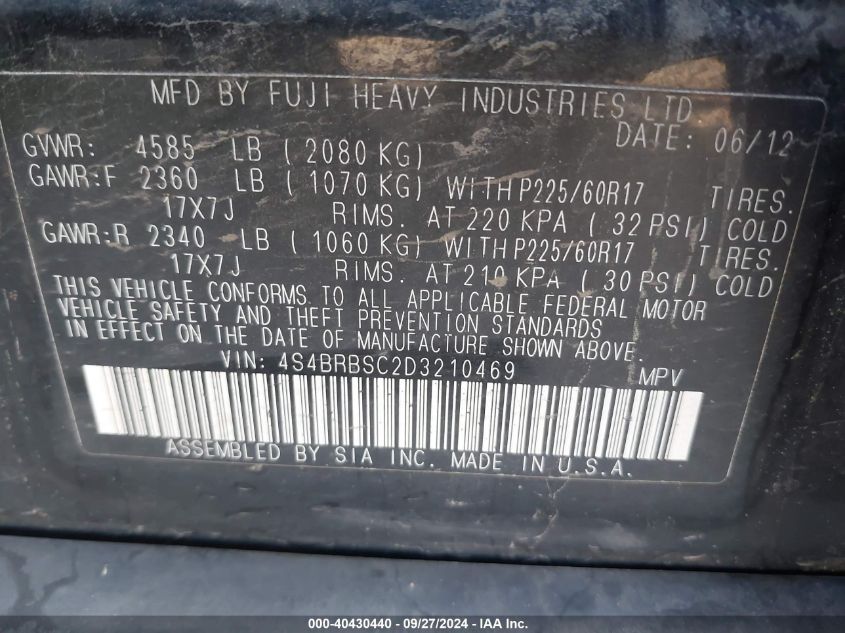 MFD BY FUJI HEAVY INDUSTRIES LTD
DATE: 06/12
GVWR: 4585 LB ( 2080 KG)
GAWR:F 2360 LB ( 1070 KG) WITH P225/60R17 TIRES.
17X7J RIMS. AT 220 KPA ( 32 PSI) COLD
GAWR:R 2340 LB ( 1060 KG) WITH P225/60R17 TIRES.
17X7J RIMS. AT 210 KPA ( 30 PSI) COLD
THIS VEHICLE CONFORMS TO ALL APPLICABLE FEDERAL MOTOR
VEHICLE SAFETY AND THEFT PREVENTION STANDARDS
IN EFFECT ON THE DATE OF MANUFACTURE SHOWN ABOVE.
VIN: 4S4BRBSC2D3210469 MPV
ASSEMBLED BY SIA INC. MADE IN U.S.A.
000-40430440 - 09/27/2024 - IAA Inc.